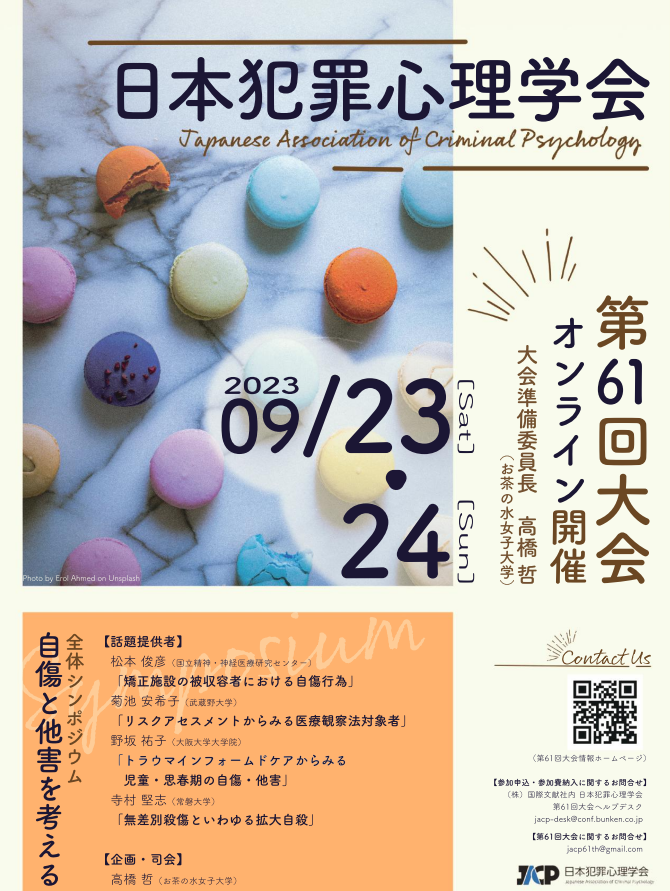 日本犯罪心理学会
Japanese Association of Criminal Psychology
第61回大会
オンライン開催
大会準備委員長 高橋 哲
（お茶の水女子大学）
2023
09/23 [Sat]
・
24 [Sun]
Photo by Erol Ahmed on Unsplash
Symposium
全体シンポジウム
自傷と他害を考える
【話題提供者】
松本 俊彦（国立精神・神経医療研究センター）
「矯正施設の被収容者における自傷行為」
菊池 安希子（武蔵野大学）
「リスクアセスメントからみる医療観察法対象者」
野坂 祐子（大阪大学大学院）
「トラウマインフォームドケアからみる
児童・思春期の自傷・他害」
寺村 堅志（常磐大学）
「無差別殺傷といわゆる拡大自殺」
【企画・司会】
高橋 哲（お茶の水女子大学）
Contact Us
（第61回大会情報ホームページ）
【参加申込・参加費納入に関するお問合せ】
（株）国際文献社内 日本犯罪心理学会
第61回大会ヘルプデスク
jacp-desk@conf.bunken.co.jp
【第61回大会に関するお問合せ】
jacp61th@gmail.com
JACP 日本犯罪心理学会
Japanese Association of Criminal Psychology